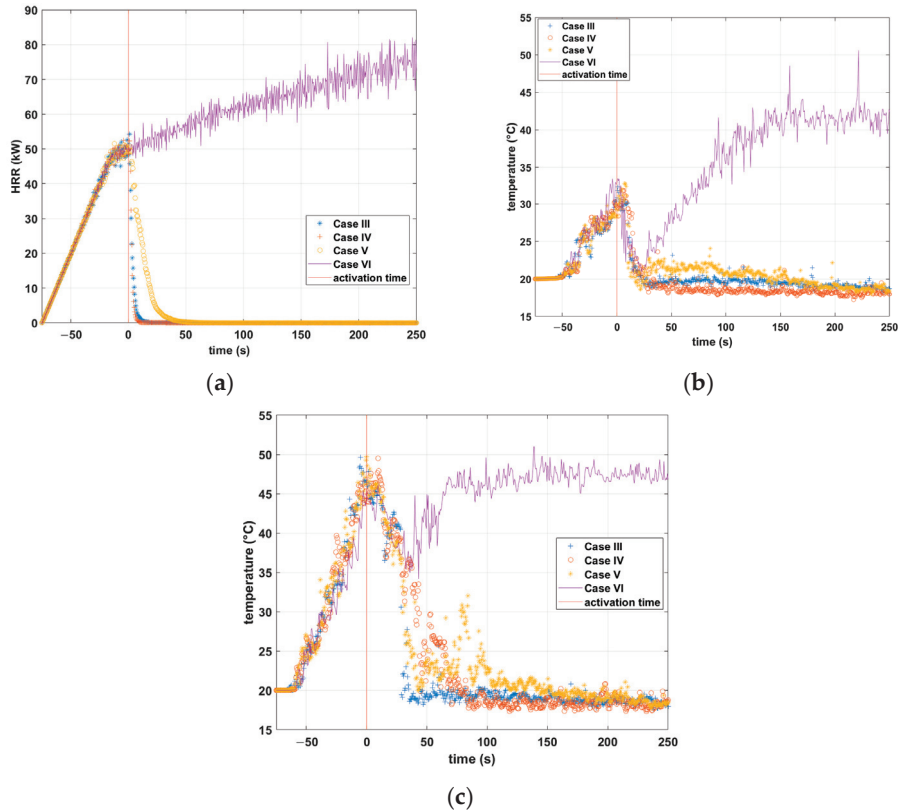 90
80
70
60
50
40
30
20
10
0
HRR (kW)
Case III
Case IV
Case V
Case VI
activation time
−50 0 50 100 150 200 250
time (s)
(a)
55
50
45
40
35
30
25
20
15
temperature (°C)
Case III
Case IV
Case V
Case VI
activation time
−50 0 50 100 150 200 250
time (s)
(b)
55
50
45
40
35
30
25
20
15
temperature (°C)
Case III
Case IV
Case V
Case VI
activation time
−50 0 50 100 150 200 250
time (s)
(c)